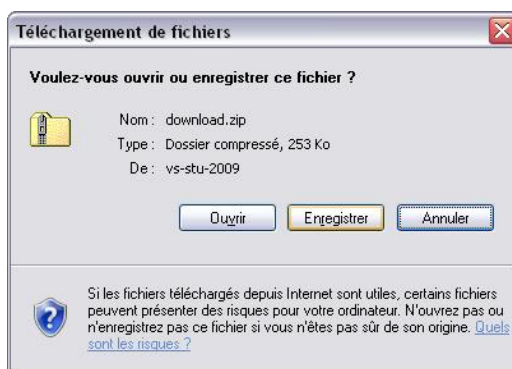 Téléchargement de fichiers
Voulez-vous ouvrir ou enregistrer ce fichier ?
Nom : download.zip
Type : Dossier compressé, 253 Ko
De : vs-stu-2009
Ouvrir Enregistrer Annuler
Si les fichiers téléchargés depuis Internet sont utiles, certains fichiers
peuvent présenter des risques pour votre ordinateur. N'ouvrez pas ou
n'enregistrez pas ce fichier si vous n'êtes pas sûr de son origine. Quels
sont les risques ?